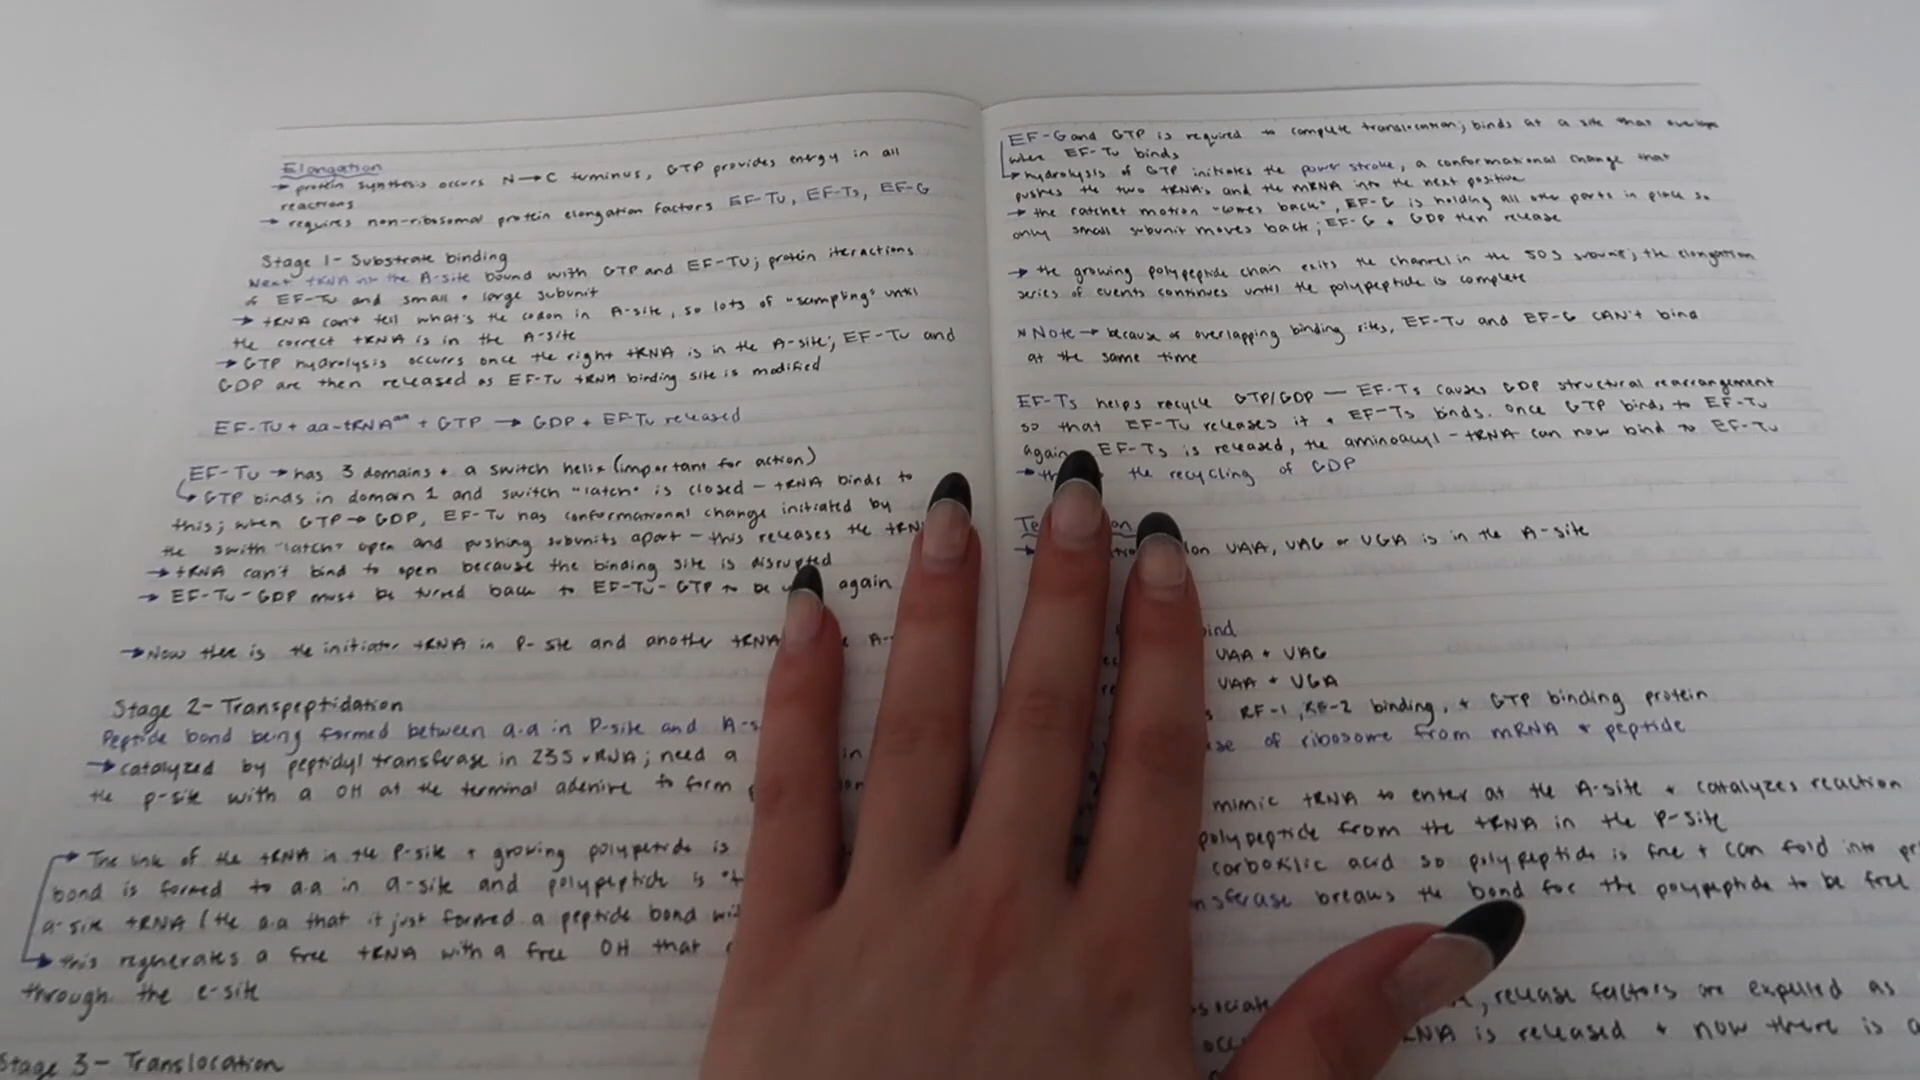 Elongation
→ protein synthesis occurs N→C terminus, GTP provides energy in all
reactions
→ requires non-ribosomal protein elongation factors EF-Tu, EF-Ts, EF-G
Stage 1- Substrate binding
Next tRNA in the A-site bound with GTP and EF-Tu; protein iteractions
of EF-Tu and small + large subunit
→ tRNA can't tell what's the codon in A-site, so lots of "sampling" until
the correct tRNA is in the A-site
→ GTP hydrolysis occurs once the right tRNA is in the A-site; EF-Tu and
GDP are then released as EF-Tu tRNA binding site is modified
EF-Tu + aa-tRNAᵃᵃ + GTP → GDP + EF-Tu released
EF-Tu → has 3 domains + a switch helix (important for action)
GTP binds in domain 1 and switch "latch" is closed - tRNA binds to
this; when GTP → GDP, EF-Tu has conformational change initiated by
the swith "latch" open and pushing subunits apart - this releases the
→ tRNA can't bind to open because the binding site is disrupted
→ EF-Tu-GDP must be turned back to EF-Tu-GTP to be again
→ Now thee is the initiator tRNA in P-site and another tRNA A-
Stage 2- Transpeptidation
Peptide bond being formed between a.a in P-site and
→ catalyzed by peptidyl transferase in 23S rRNA; need a in
the P-site with a OH at the terminal adenine to form
→ The link of the tRNA in the P-site + growing polypeptide is
bond is formed to a.a in a-site and polypeptide is
a-site tRNA (the a.a that it just formed a peptide bond
→ this regenerates a free tRNA with a free OH that
through the e-site
Stage 3- Translocation
EF-G and GTP is required to complete translocation; binds at a site that overlaps
where EF-Tu binds
→ hydrolysis of GTP initiates the power stroke, a conformational change that
pushes the two tRNA's and the mRNA into the next position
→ the ratchet motion "comes back", EF-G is holding all other parts in place so
only small subunit moves back; EF-G + GDP then release
→ the growing polypeptide chain exits the channel in the 50S subunit; the elongation
series of events continues until the polypeptide is complete
*Note → because of overlapping binding sites, EF-Tu and EF-G CAN't bind
at the same time
EF-Ts helps recycle GTP/GDP — EF-Ts causes GDP structural rearrangement
so that EF-Tu releases it + EF-Ts binds. Once GTP binds to EF-Tu
again EF-Ts is released, the aminoacyl-tRNA can now bind to EF-Tu
→ the recycling of GDP
UAA, UAG or UGA is in the A-site
UAA + UAG
UAA + UGA
RF-1, RF-2 binding, + GTP binding protein
of ribosome from mRNA + peptide
mimic tRNA to enter at the A-site + catalyzes reaction
polypeptide from the tRNA in the P-site
carboxlic acid so polypeptide is free + can fold into
breaks the bond for the polypeptide to be free
, release factors are expelled as
is released + now there is a